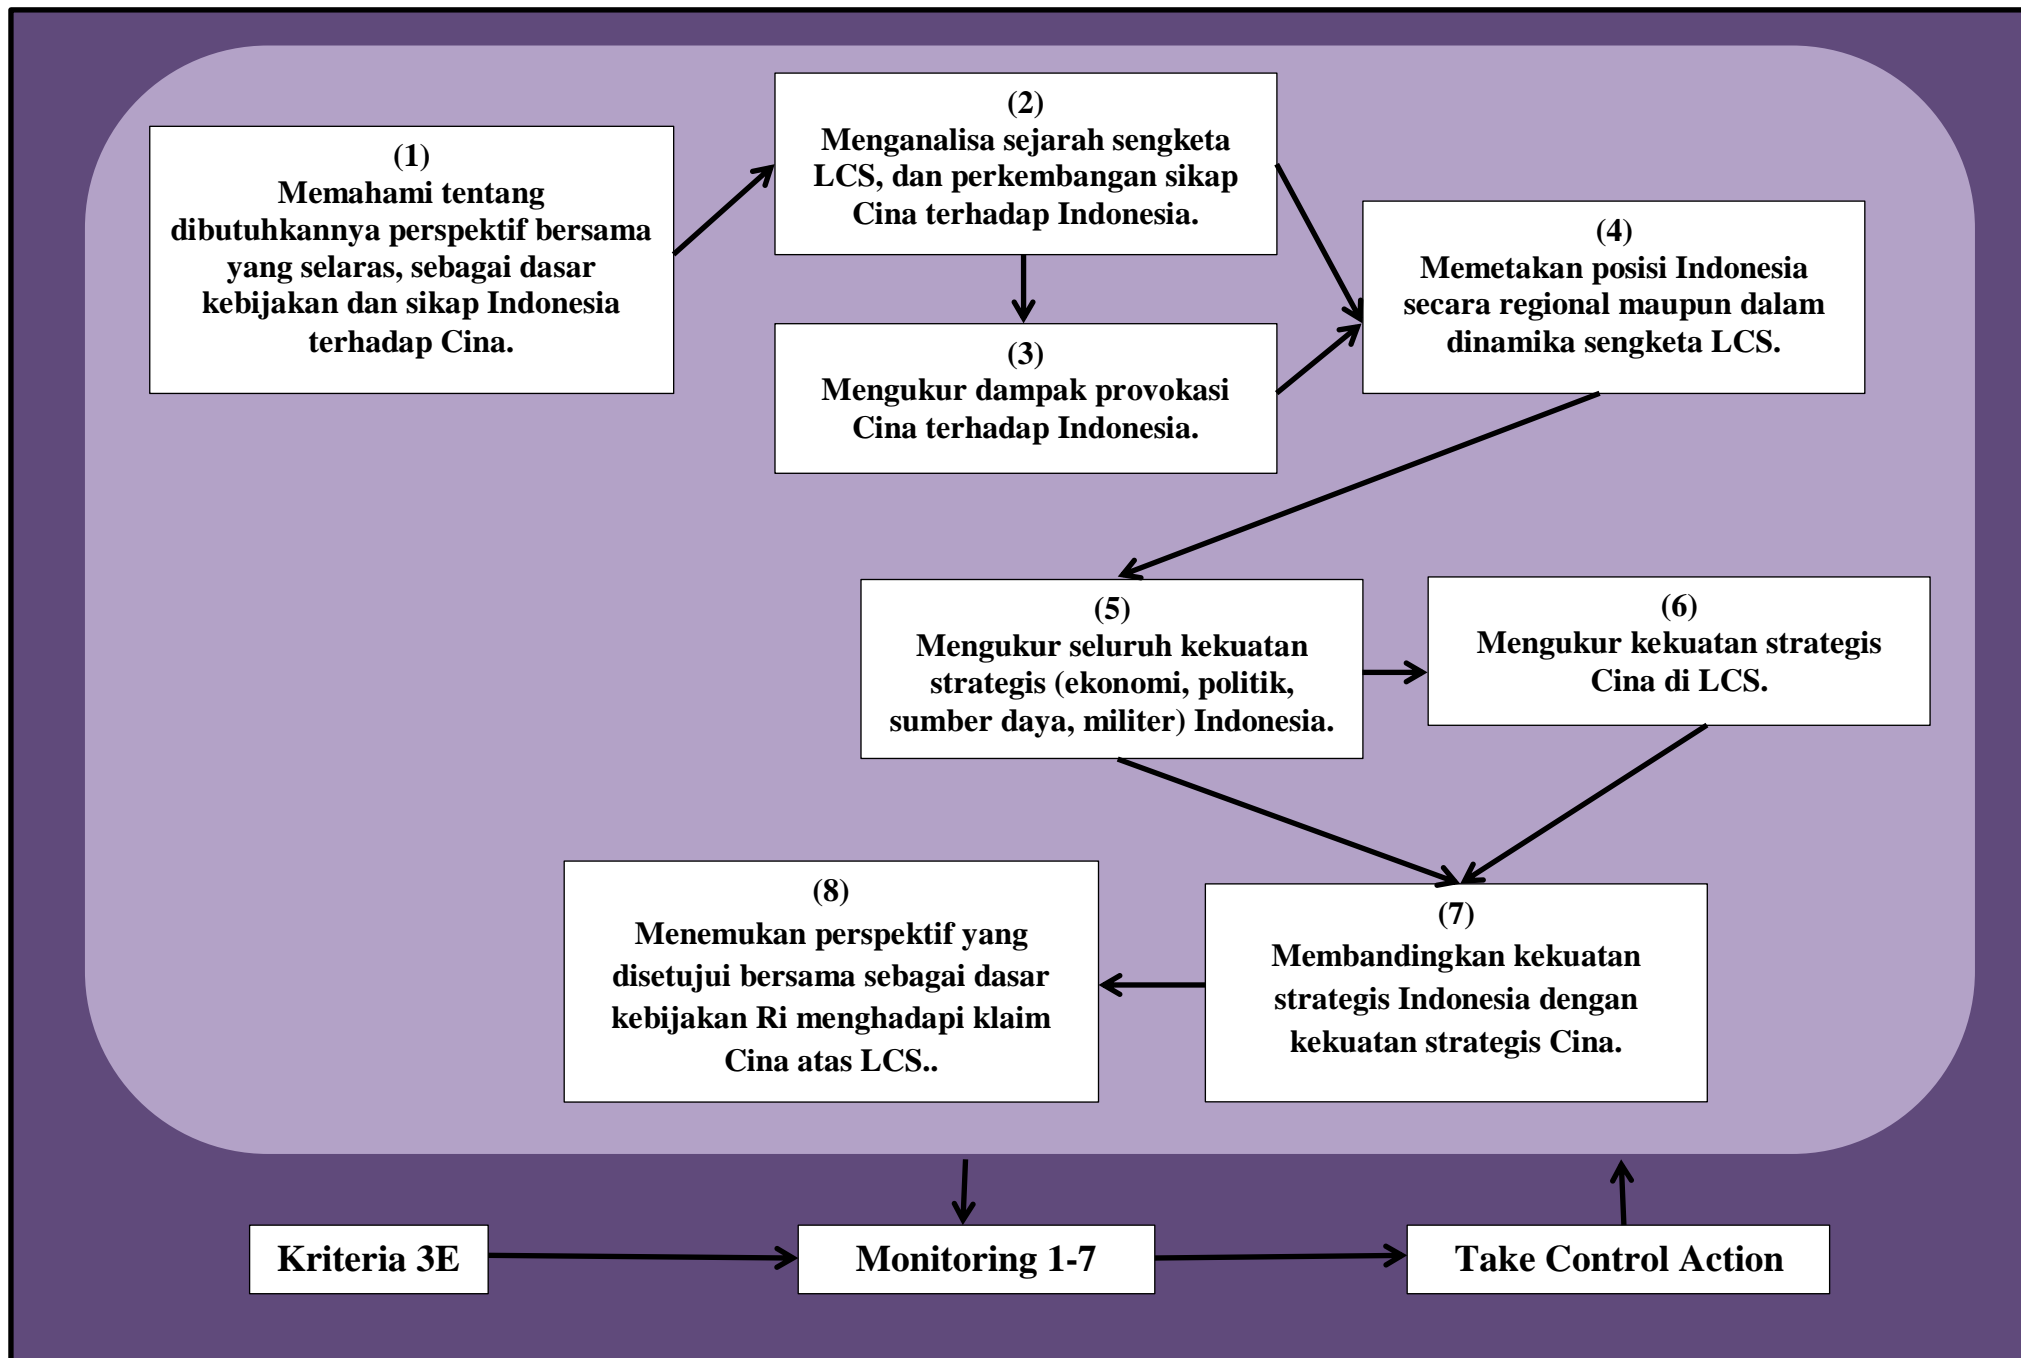 (1)
Memahami tentang
dibutuhkannya perspektif bersama
yang selaras, sebagai dasar
kebijakan dan sikap Indonesia
terhadap Cina.
(2)
Menganalisa sejarah sengketa
LCS, dan perkembangan sikap
Cina terhadap Indonesia.
(3)
Mengukur dampak provokasi
Cina terhadap Indonesia.
(4)
Memetakan posisi Indonesia
secara regional maupun dalam
dinamika sengketa LCS.
(5)
Mengukur seluruh kekuatan
strategis (ekonomi, politik,
sumber daya, militer) Indonesia.
(6)
Mengukur kekuatan strategis
Cina di LCS.
(7)
Membandingkan kekuatan
strategis Indonesia dengan
kekuatan strategis Cina.
(8)
Menemukan perspektif yang
disetujui bersama sebagai dasar
kebijakan Ri menghadapi klaim
Cina atas LCS..
Kriteria 3E
Monitoring 1-7
Take Control Action